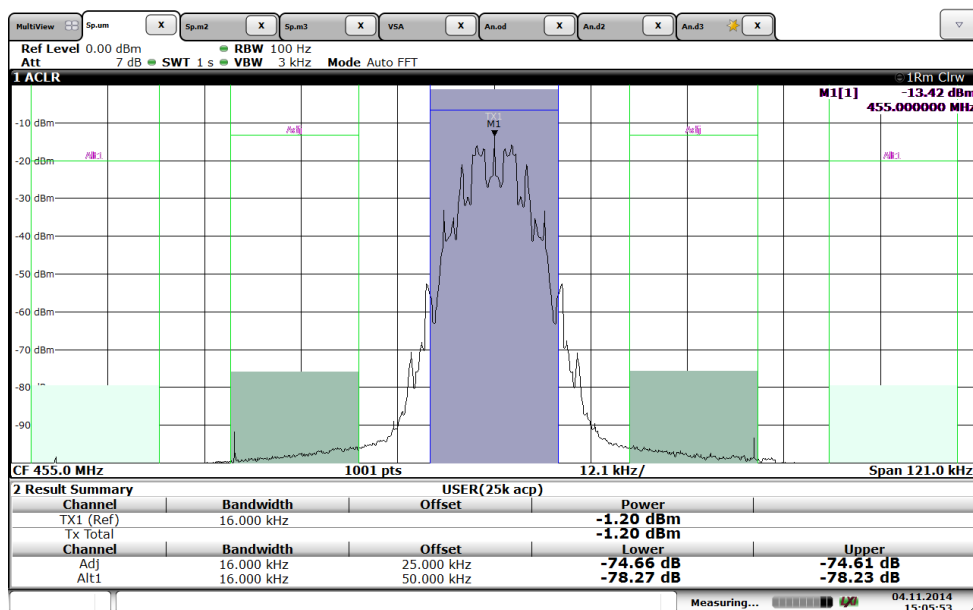 MultiView Sp.um X Sp.m2 X Sp.m3 X VSA X An.od X An.d2 X An.d3 X
Ref Level 0.00 dBm RBW 100 Hz
Att 7 dB SWT 1 s VBW 3 kHz Mode Auto FFT
1 ACLR 1Rm Clrw
M1[1] -13.42 dBm
455.000000 MHz
TX1
M1
-10 dBm
Adj Adj
Alt1 Alt1
-20 dBm
-30 dBm
-40 dBm
-50 dBm
-60 dBm
-70 dBm
-80
-90
CF 455.0 MHz 1001 pts 12.1 kHz/ Span 121.0 kHz
2 Result Summary USER(25k acp)
Channel Bandwidth Offset Power
TX1 (Ref) 16.000 kHz -1.20 dBm
Tx Total -1.20 dBm
Channel Bandwidth Offset Lower Upper
Adj 16.000 kHz 25.000 kHz -74.66 dB -74.61 dB
Alt1 16.000 kHz 50.000 kHz -78.27 dB -78.23 dB
Measuring... 04.11.2014
15:05:53